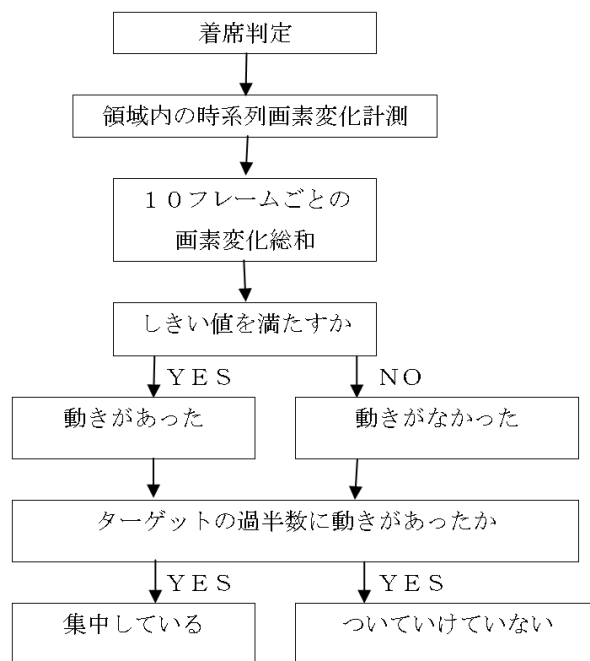 着席判定
領域内の時系列画素変化計測
１０フレームごとの
画素変化総和
しきい値を満たすか
ＹＥＳ
ＮＯ
動きがあった
動きがなかった
ターゲットの過半数に動きがあったか
ＹＥＳ
ＹＥＳ
集中している
ついていけていない